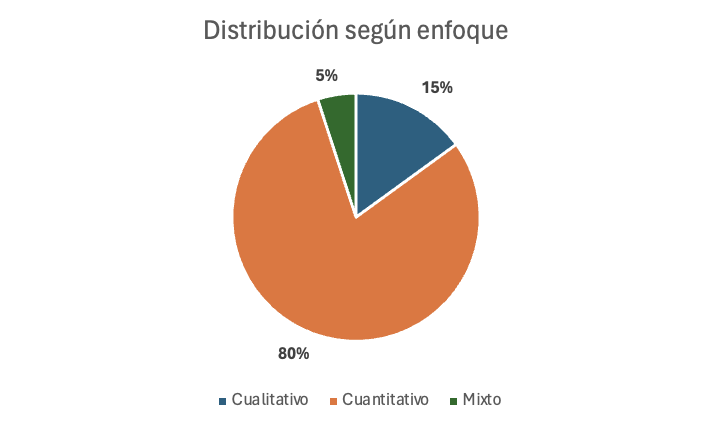 Distribución según enfoque
5%
15%
80%
Cualitativo
Cuantitativo
Mixto